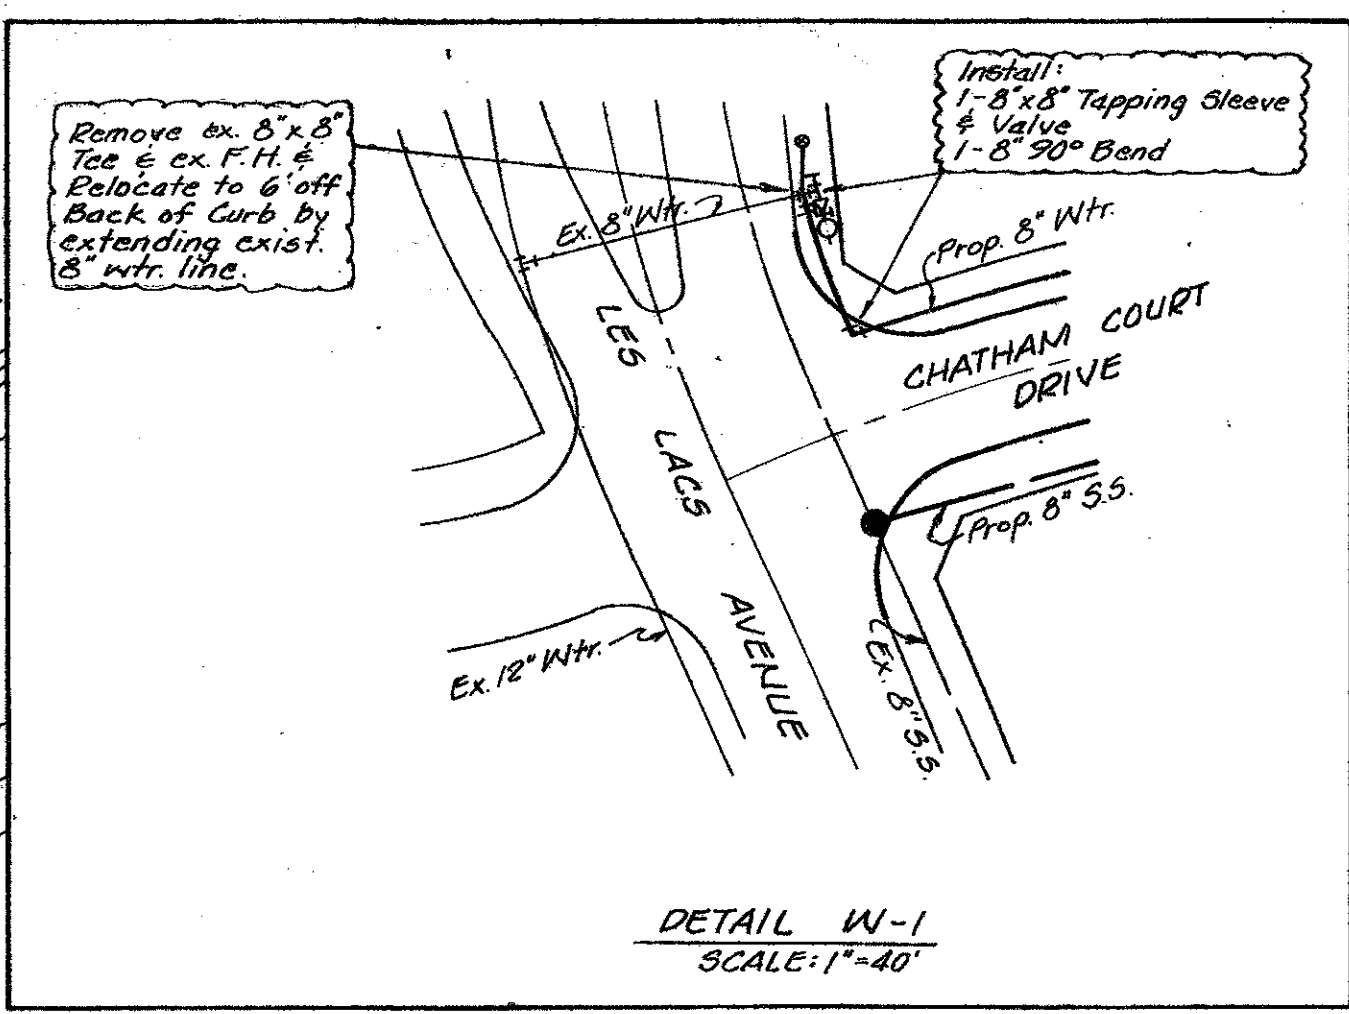 Remove ex. 8"x 8"
Tee & ex. F.H. &
Relocate to 6' off
Back of Curb by
extending exist.
8" wtr. line.
Install:
1-8"x8" Tapping Sleeve
& Valve
1-8" 90° Bend
Ex. 8" Wtr.
Prop. 8" Wtr.
LES
LACS
AVENUE
CHATHAM COURT
DRIVE
Prop. 8" S.S.
Ex. 12" Wtr.
Ex. 8" S.S.
DETAIL W-1
SCALE: 1"=40'